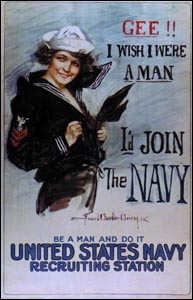 GEE !!
I WISH I WERE
A MAN
I'd JOIN
The NAVY
BE A MAN AND DO IT
UNITED STATES NAVY
RECRUITING STATION